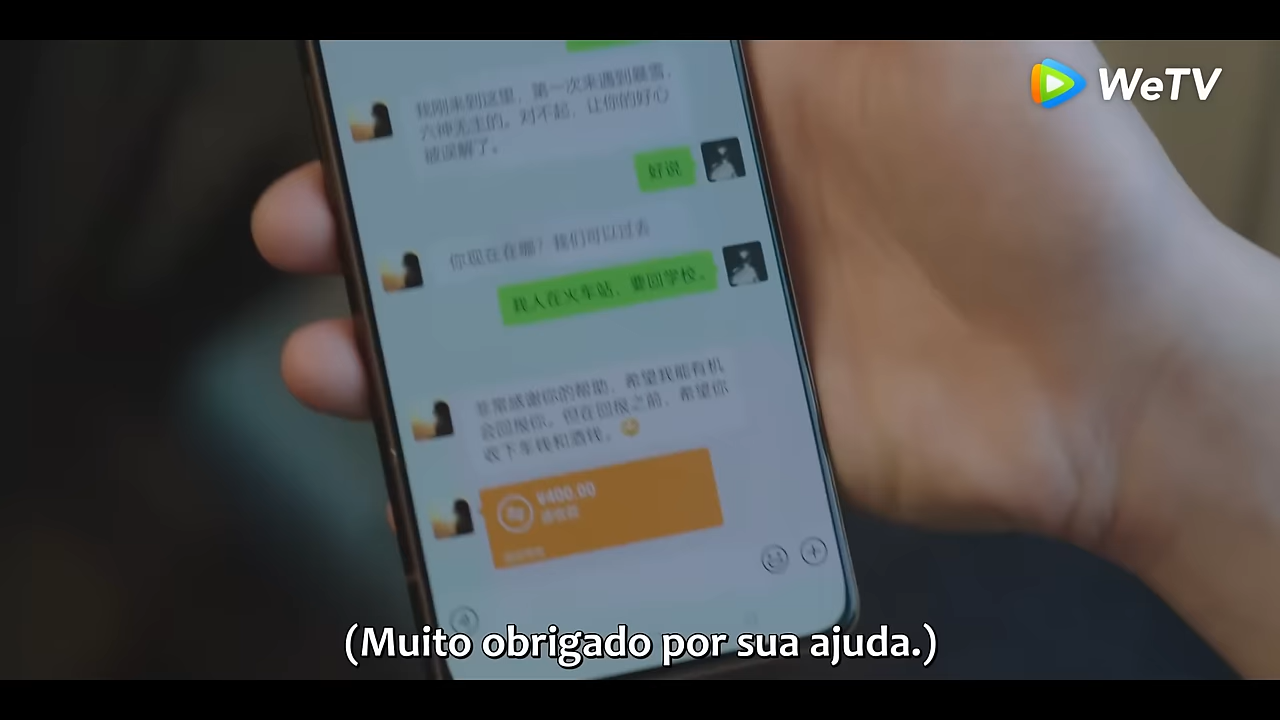 WeTV
我刚来到这里，第一次来遇到暴雪，
六神无主的。对不起，让你的好心
被误解了。
好说
你现在在哪？我们可以过去
我人在火车站，要回学校。
非常感谢你的帮助，希望我能有机
会回报你。但在回报之前，希望你
收下车钱和酒钱。
¥400.00
(Muito obrigado por sua ajuda.)